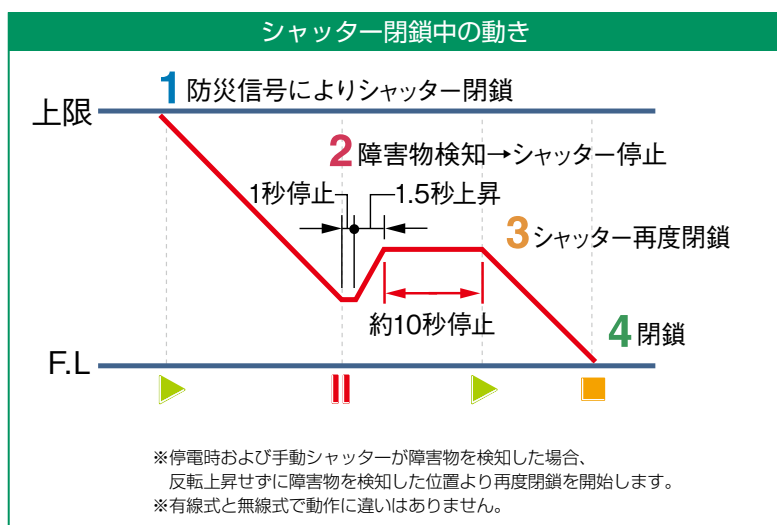 シャッター閉鎖中の動き
1 防災信号によりシャッター閉鎖
上限
2 障害物検知→シャッター停止
1秒停止 1.5秒上昇
3 シャッター再度閉鎖
約10秒停止
4 閉鎖
F.L
※停電時および手動シャッターが障害物を検知した場合、
反転上昇せずに障害物を検知した位置より再度閉鎖を開始します。
※有線式と無線式で動作に違いはありません。